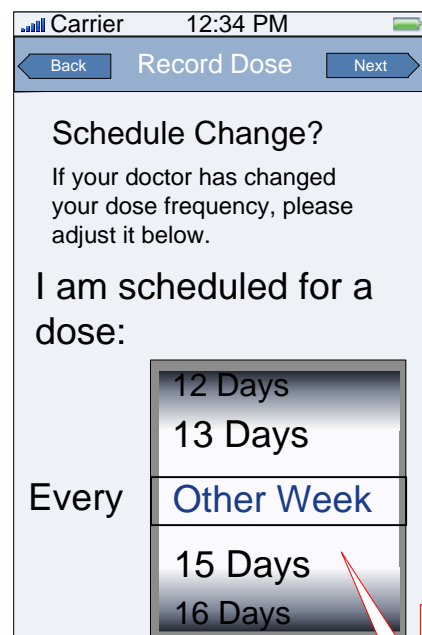 Carrier 12:34 PM
Back Record Dose Next
Schedule Change?
If your doctor has changed
your dose frequency, please
adjust it below.
I am scheduled for a
dose:
12 Days
13 Days
Every Other Week
15 Days
16 Days